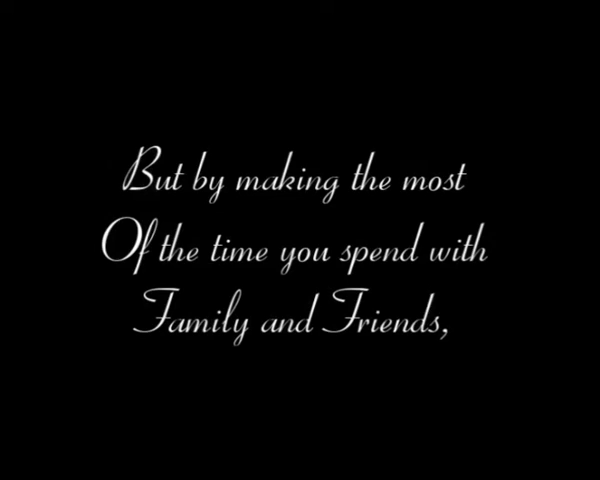 But by making the most
Of the time you spend with
Family and Friends,